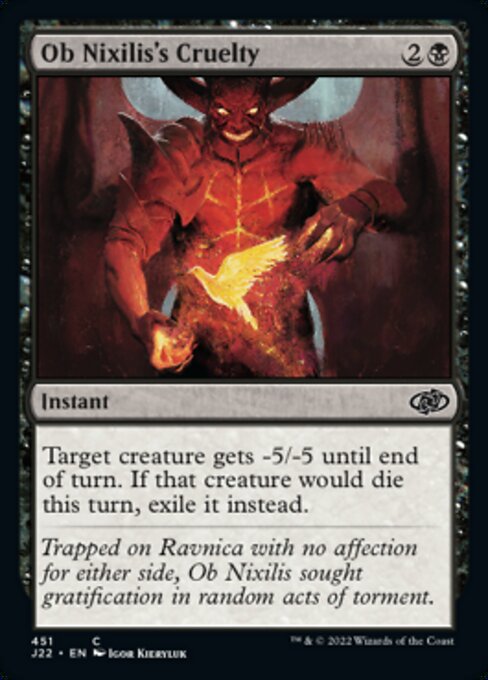 Ob Nixilis's Cruelty 2
Instant
Target creature gets -5/-5 until end
of turn. If that creature would die
this turn, exile it instead.
Trapped on Ravnica with no affection
for either side, Ob Nixilis sought
gratification in random acts of torment.
451 C
J22 • EN Igor Kieryluk
™ & © 2022 Wizards of the Coast